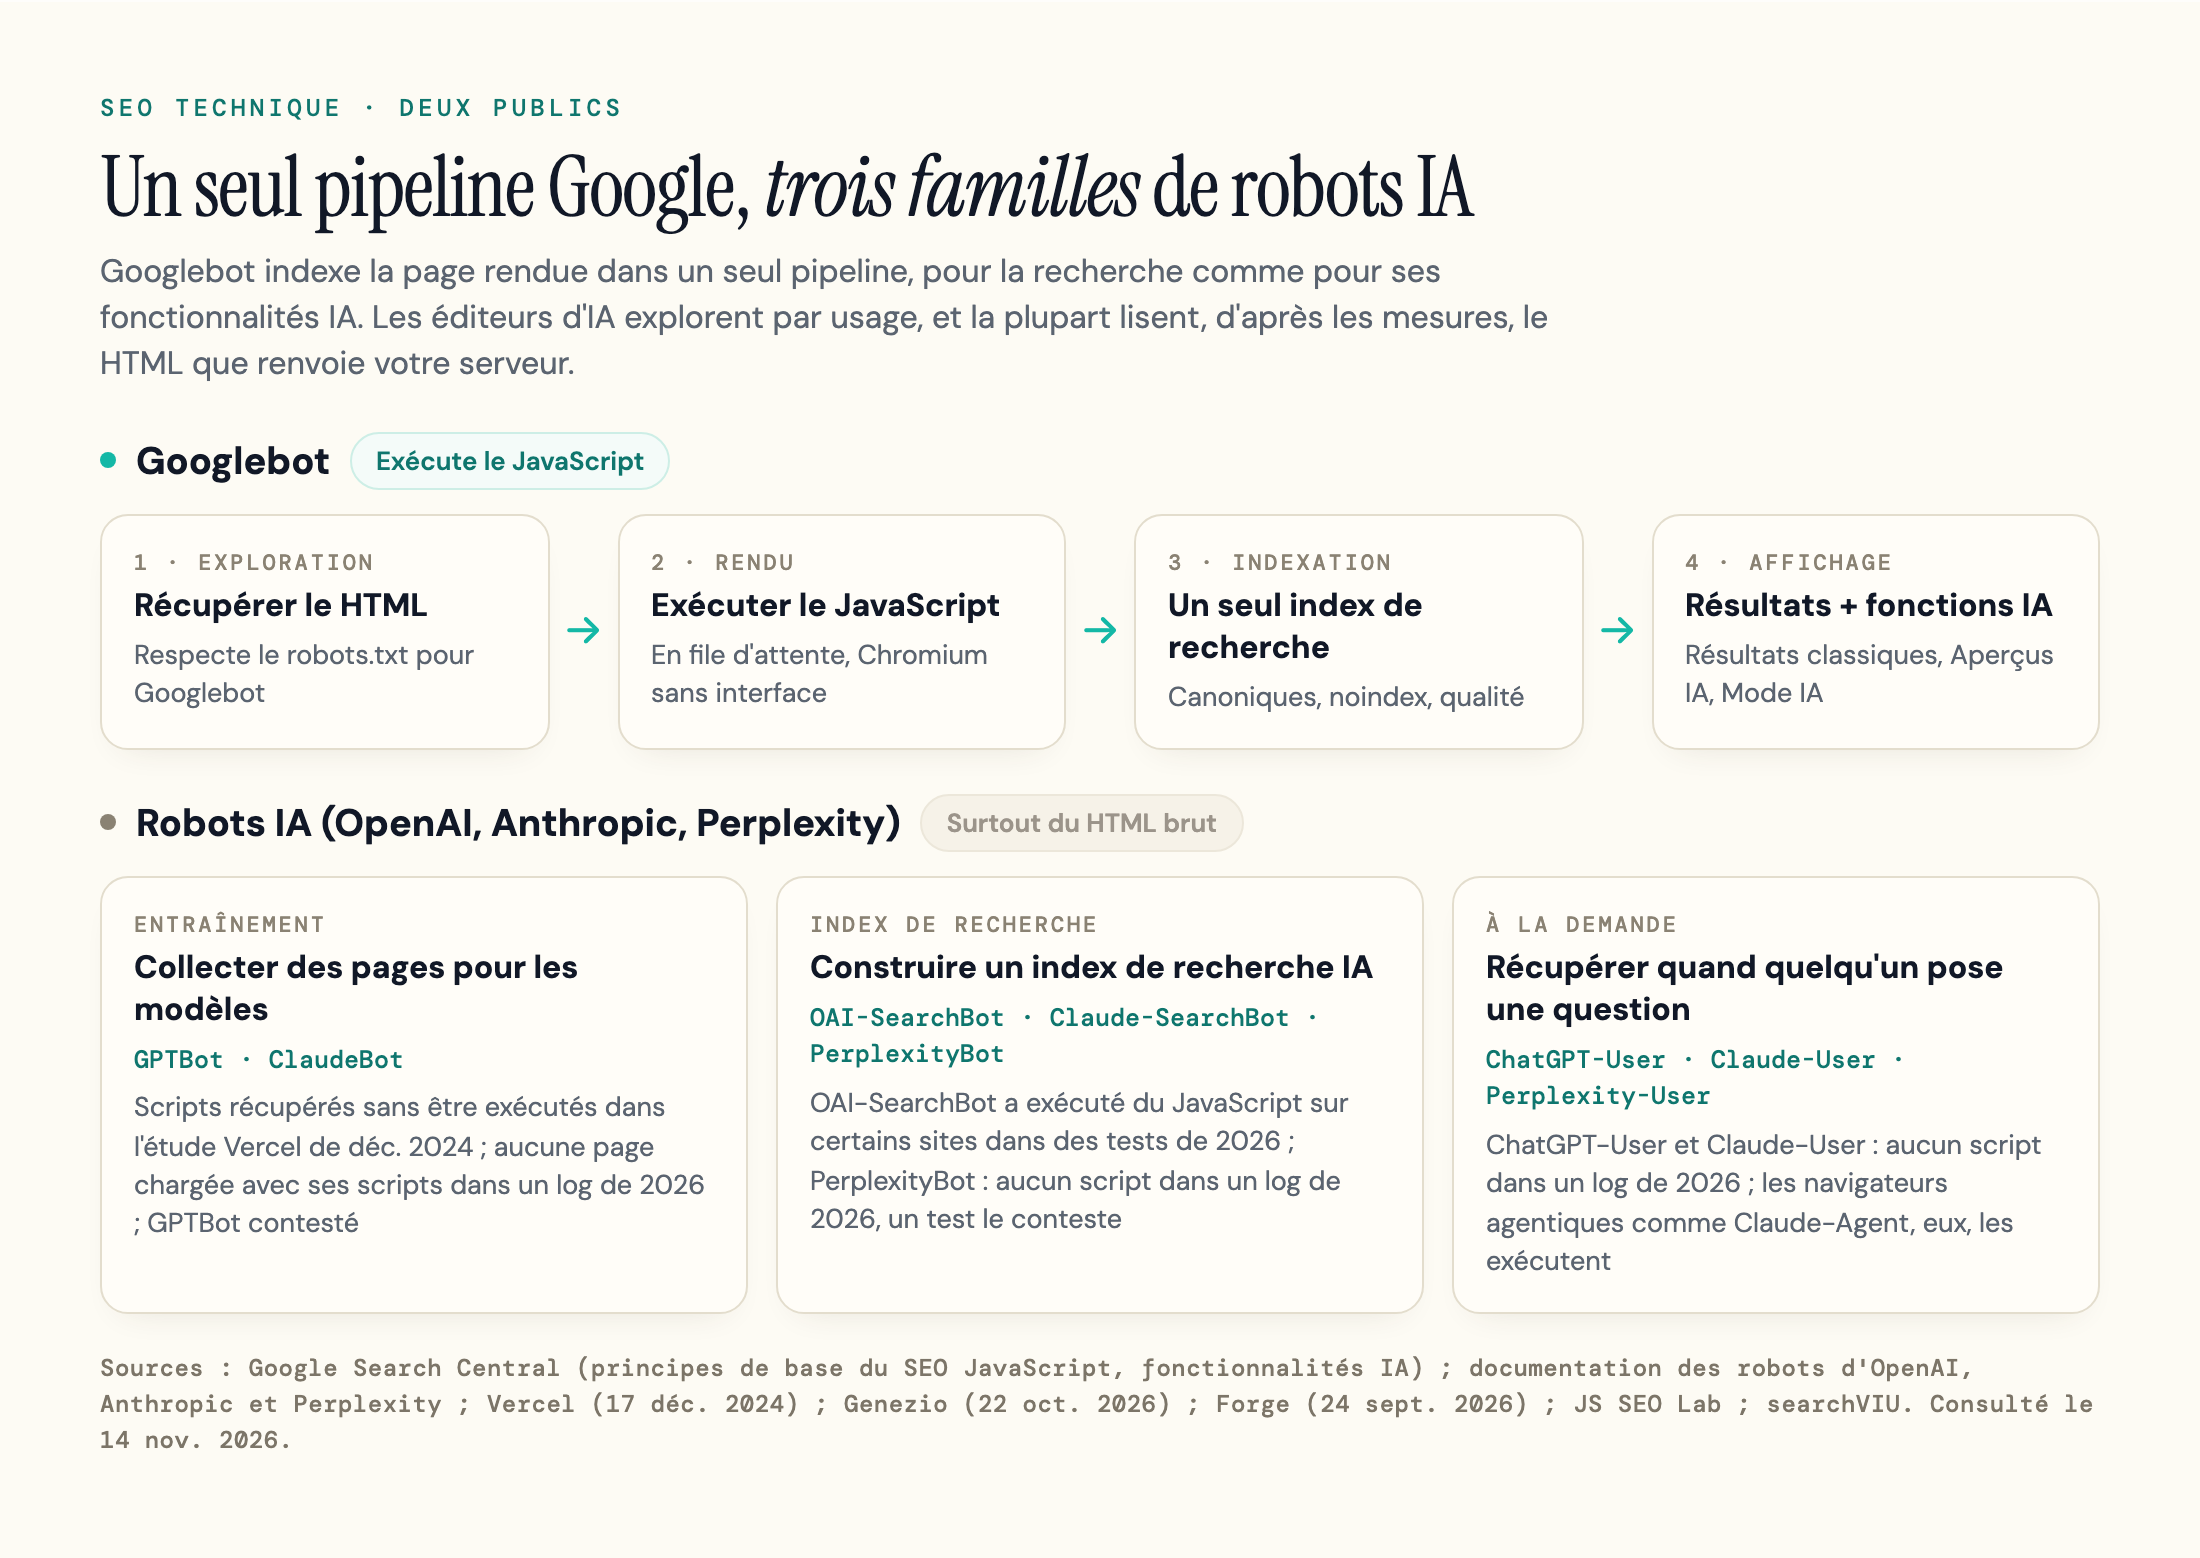 SEO TECHNIQUE · DEUX PUBLICS
Un seul pipeline Google, trois familles de robots IA
Googlebot indexe la page rendue dans un seul pipeline, pour la recherche comme pour ses
fonctionnalités IA. Les éditeurs d'IA explorent par usage, et la plupart lisent, d'après les mesures, le
HTML que renvoie votre serveur.
Googlebot
Exécute le JavaScript
1 · EXPLORATION
Récupérer le HTML
Respecte le robots.txt pour
Googlebot
2 · RENDU
Exécuter le JavaScript
En file d'attente, Chromium
sans interface
3 · INDEXATION
Un seul index de
recherche
Canoniques, noindex, qualité
4 · AFFICHAGE
Résultats + fonctions IA
Résultats classiques, Aperçus
IA, Mode IA
Robots IA (OpenAI, Anthropic, Perplexity)
Surtout du HTML brut
ENTRAÎNEMENT
Collecter des pages pour les
modèles
GPTBot · ClaudeBot
Scripts récupérés sans être exécutés dans
l'étude Vercel de déc. 2024 ; aucune page
chargée avec ses scripts dans un log de 2026
; GPTBot contesté
INDEX DE RECHERCHE
Construire un index de recherche IA
OAI-SearchBot · Claude-SearchBot ·
PerplexityBot
OAI-SearchBot a exécuté du JavaScript sur
certains sites dans des tests de 2026 ;
PerplexityBot : aucun script dans un log de
2026, un test le conteste
À LA DEMANDE
Récupérer quand quelqu'un pose
une question
ChatGPT-User · Claude-User ·
Perplexity-User
ChatGPT-User et Claude-User : aucun script
dans un log de 2026 ; les navigateurs
agentiques comme Claude-Agent, eux, les
exécutent
Sources : Google Search Central (principes de base du SEO JavaScript, fonctionnalités IA) ; documentation des robots d'OpenAI,
Anthropic et Perplexity ; Vercel (17 déc. 2024) ; Genezio (22 oct. 2026) ; Forge (24 sept. 2026) ; JS SEO Lab ; searchVIU. Consulté le
14 nov. 2026.